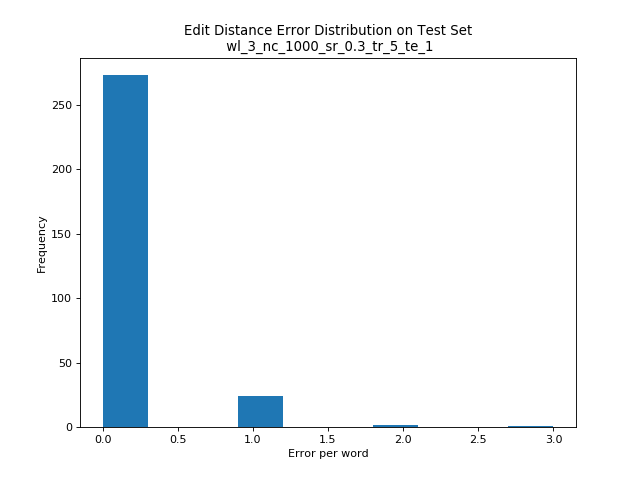 Edit Distance Error Distribution on Test Set
wl_3_nc_1000_sr_0.3_tr_5_te_1
250
200
150
100
50
0
Frequency
0.0 0.5 1.0 1.5 2.0 2.5 3.0
Error per word